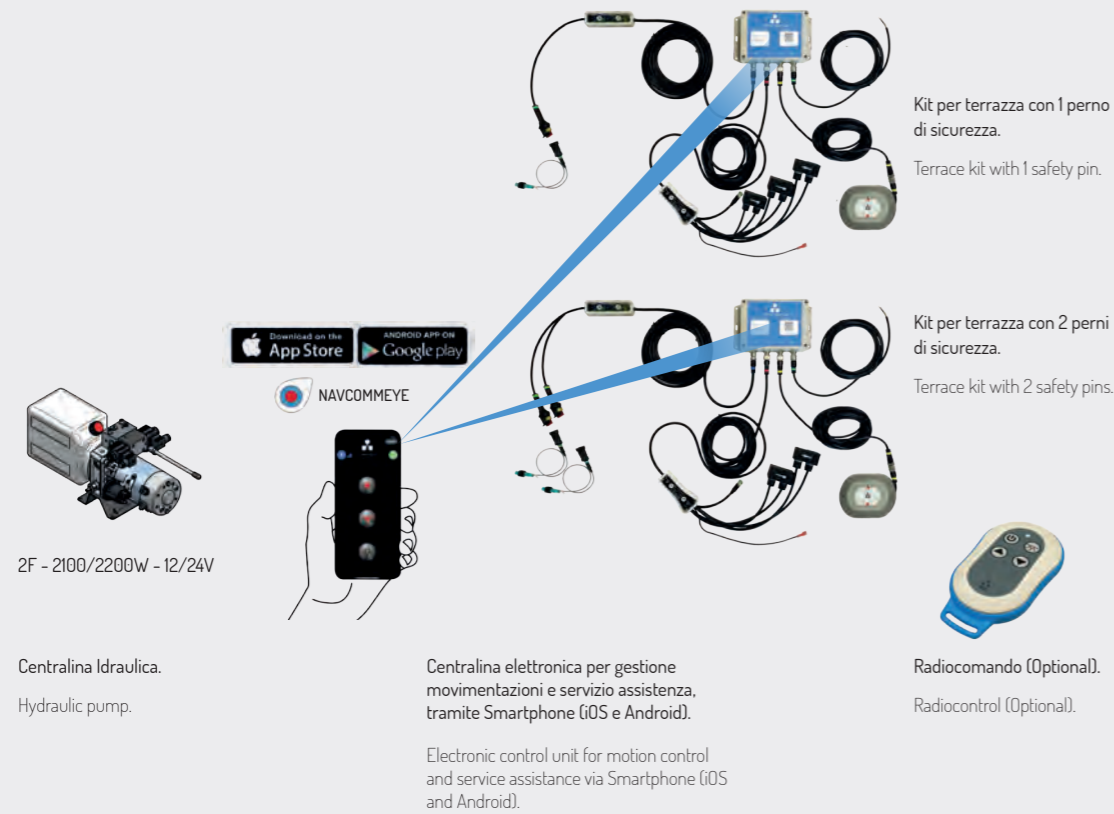 Kit per terrazza con 1 perno
di sicurezza.
Terrace kit with 1 safety pin.
Kit per terrazza con 2 perni
di sicurezza.
Terrace kit with 2 safety pins.
Download on the
App Store
ANDROID APP ON
Google play
NAVCOMMEYE
2F - 2100/2200W - 12/24V
Centralina Idraulica.
Hydraulic pump.
Centralina elettronica per gestione
movimentazioni e servizio assistenza,
tramite Smartphone (iOS e Android).
Electronic control unit for motion control
and service assistance via Smartphone (iOS
and Android).
Radiocomando (Optional).
Radiocontrol (Optional).